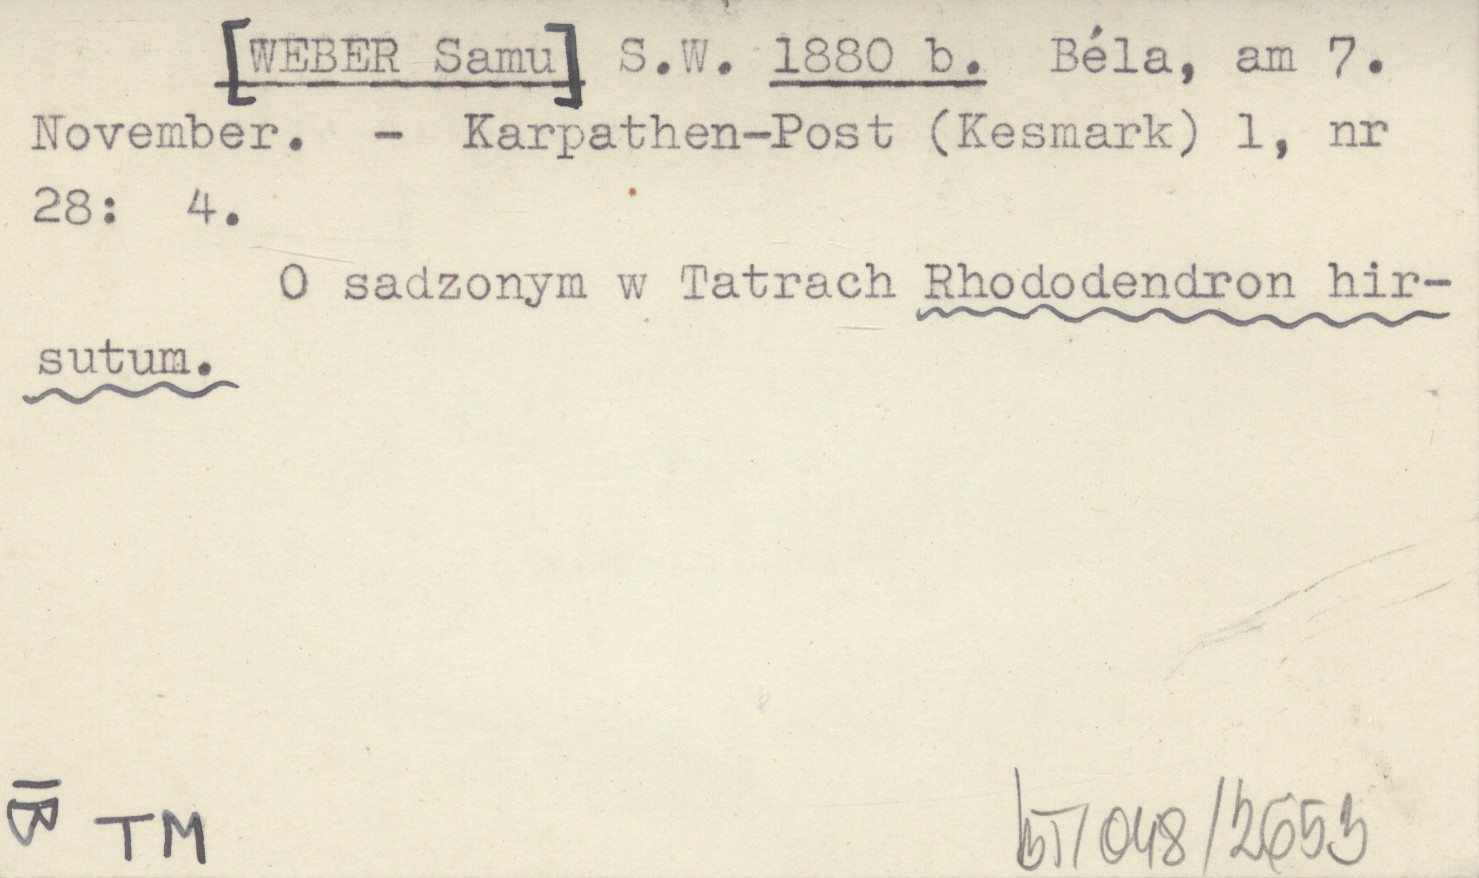 [WEBER Samu] S.W. 1880 b. Béla, am 7.
November. - Karpathen-Post (Kesmark) 1, nr
28: 4.
O sadzonym w Tatrach Rhododendron hir-
sutum.
TM
048/2653